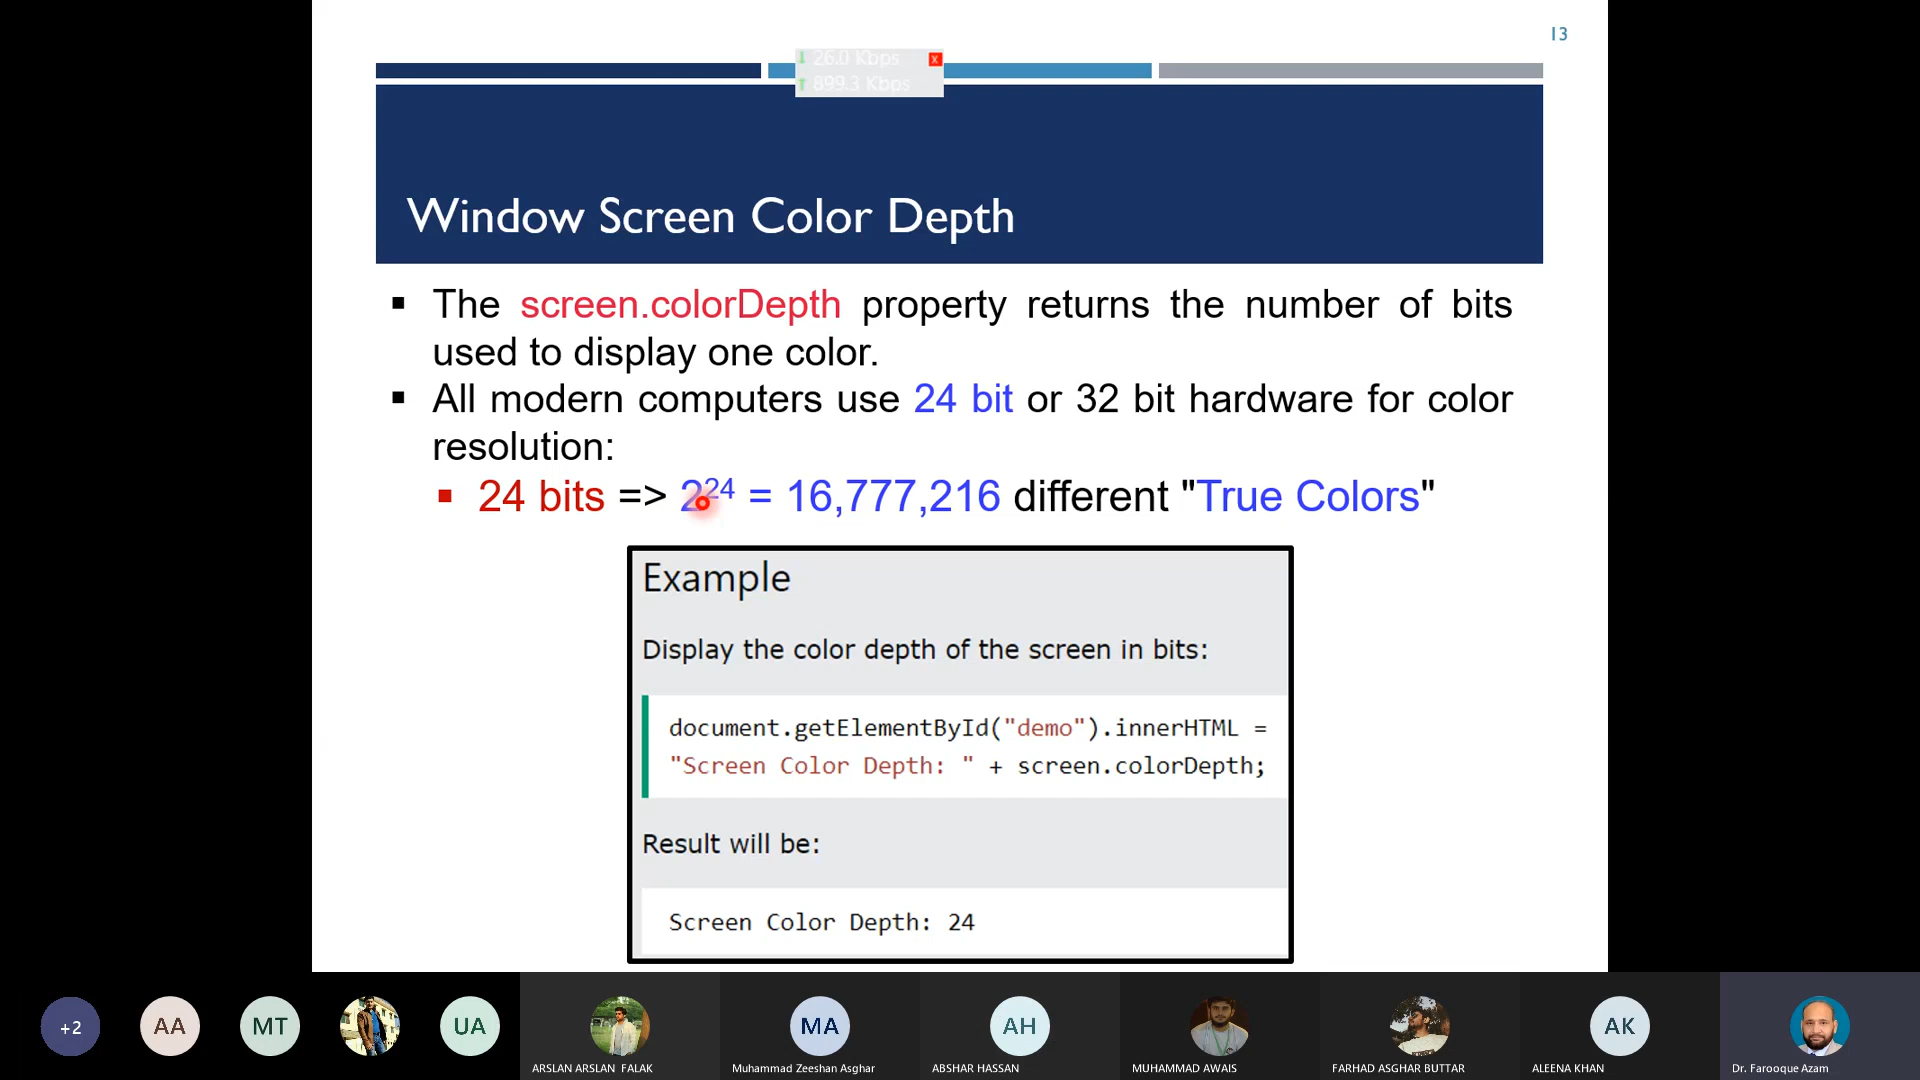 13
26.0 Kbps
x
899.3 Kbps
Window Screen Color Depth
▪ The screen.colorDepth property returns the number of bits
used to display one color.
▪ All modern computers use 24 bit or 32 bit hardware for color
resolution:
▪ 24 bits => 2²⁴ = 16,777,216 different "True Colors"
Example
Display the color depth of the screen in bits:
document.getElementById("demo").innerHTML =
"Screen Color Depth: " + screen.colorDepth;
Result will be:
Screen Color Depth: 24
+2
AA
MT
UA
MA
AH
AK
ARSLAN ARSLAN FALAK
Muhammad Zeeshan Asghar
ABSHAR HASSAN
MUHAMMAD AWAIS
FARHAD ASGHAR BUTTAR
ALEENA KHAN
Dr. Farooque Azam